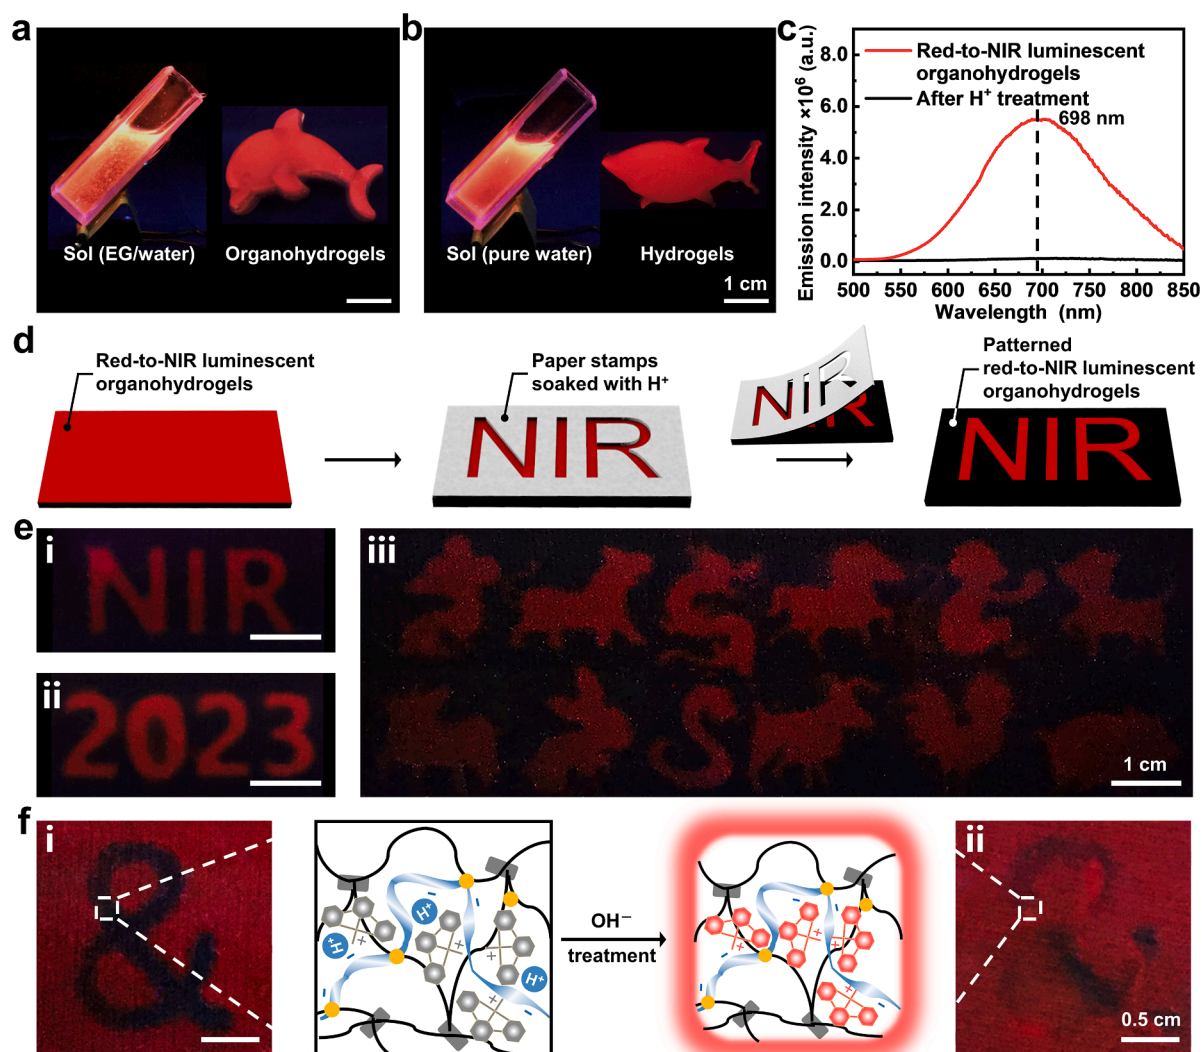 a
Sol (EG/water)
Organohydrogels
b
Sol (pure water)
Hydrogels
1 cm
c
Emission intensity ×10⁶ (a.u.)
8.0
6.0
4.0
2.0
0.0
Red-to-NIR luminescent
organohydrogels
After H⁺ treatment
698 nm
500 550 600 650 700 750 800 850
Wavelength (nm)
d
Red-to-NIR luminescent
organohydrogels
Paper stamps
soaked with H⁺
NIR
NIR
Patterned
red-to-NIR luminescent
organohydrogels
NIR
e
i
NIR
ii
2023
iii
1 cm
f
i
&
H⁺
H⁺
H⁺
+
+
+
+
-
-
-
-
OH⁻
treatment
+
+
+
+
-
-
-
-
ii
0.5 cm